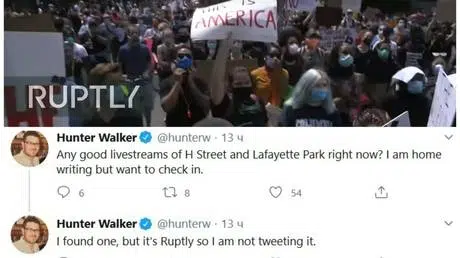 AMERICA
RUPTLY
Hunter Walker @hunterw · 13 ч
Any good livestreams of H Street and Lafayette Park right now? I am home
writing but want to check in.
6 8 54
Hunter Walker @hunterw · 13 ч
I found one, but it's Ruptly so I am not tweeting it.